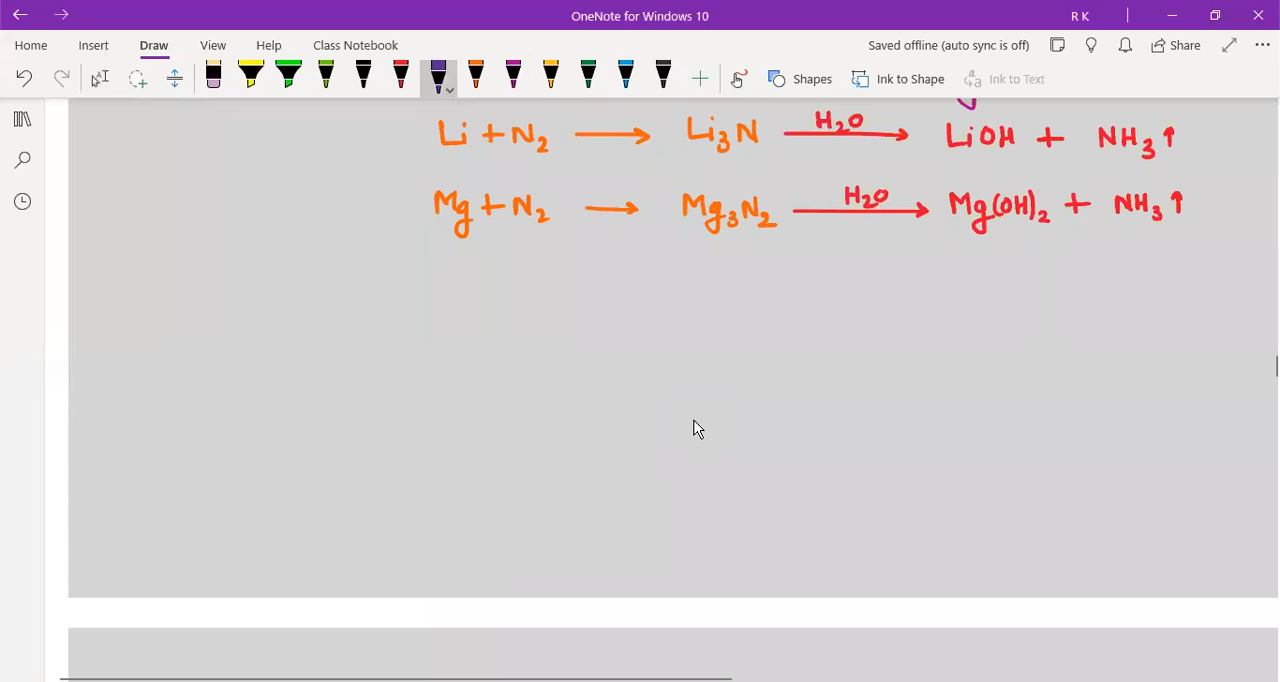 OneNote for Windows 10
R K
Home Insert Draw View Help Class Notebook
Saved offline (auto sync is off)
Share
Shapes
Ink to Shape
Ink to Text
Li + N₂ → Li₃N H₂O → LiOH + NH₃↑
Mg + N₂ → Mg₃N₂ H₂O → Mg(OH)₂ + NH₃↑